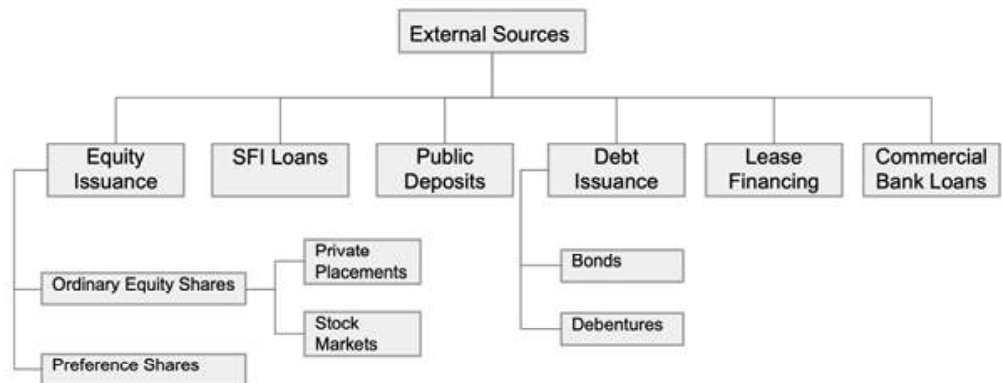 External Sources
Equity
Issuance
SFI Loans
Public
Deposits
Debt
Issuance
Lease
Financing
Commercial
Bank Loans
Ordinary Equity Shares
Private
Placements
Stock
Markets
Preference Shares
Bonds
Debentures